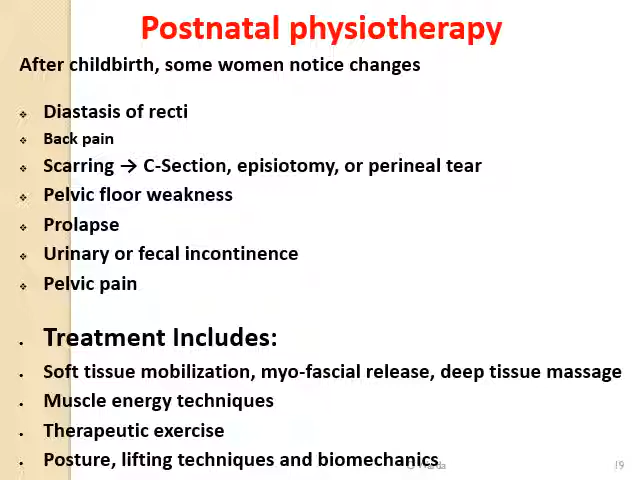 Postnatal physiotherapy
After childbirth, some women notice changes
❖ Diastasis of recti
❖ Back pain
❖ Scarring → C-Section, episiotomy, or perineal tear
❖ Pelvic floor weakness
❖ Prolapse
❖ Urinary or fecal incontinence
❖ Pelvic pain
• Treatment Includes:
• Soft tissue mobilization, myo-fascial release, deep tissue massage
• Muscle energy techniques
• Therapeutic exercise
• Posture, lifting techniques and biomechanics
19